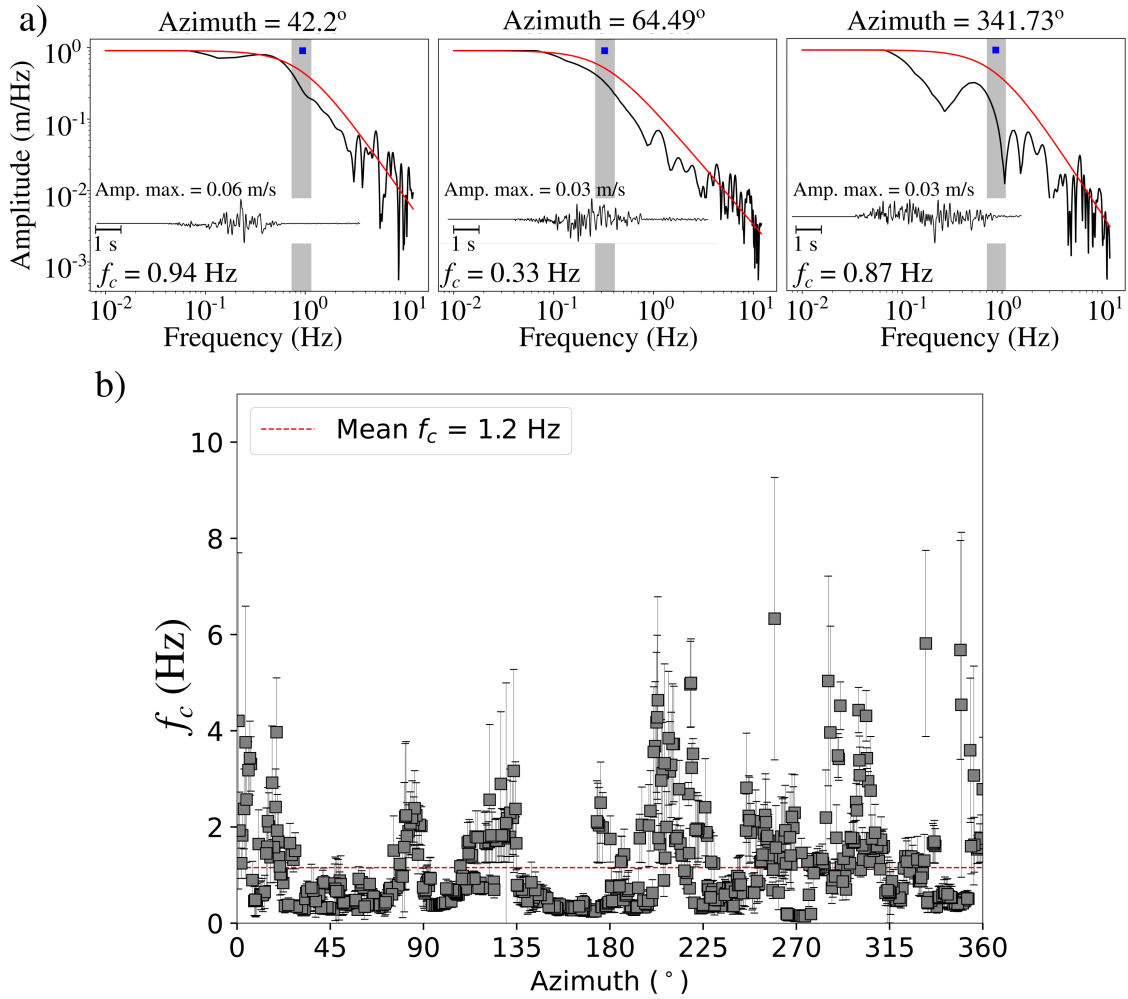 a)
Azimuth = 42.2°
Azimuth = 64.49°
Azimuth = 341.73°
Amplitude (m/Hz)
10⁰
10⁻¹
10⁻²
10⁻³
Amp. max. = 0.06 m/s
Amp. max. = 0.03 m/s
Amp. max. = 0.03 m/s
1 s
1 s
1 s
f_c = 0.94 Hz
f_c = 0.33 Hz
f_c = 0.87 Hz
10⁻² 10⁻¹ 10⁰ 10¹
10⁻² 10⁻¹ 10⁰ 10¹
10⁻² 10⁻¹ 10⁰ 10¹
Frequency (Hz)
Frequency (Hz)
Frequency (Hz)
b)
Mean f_c = 1.2 Hz
f_c (Hz)
10
8
6
4
2
0
0 45 90 135 180 225 270 315 360
Azimuth (°)